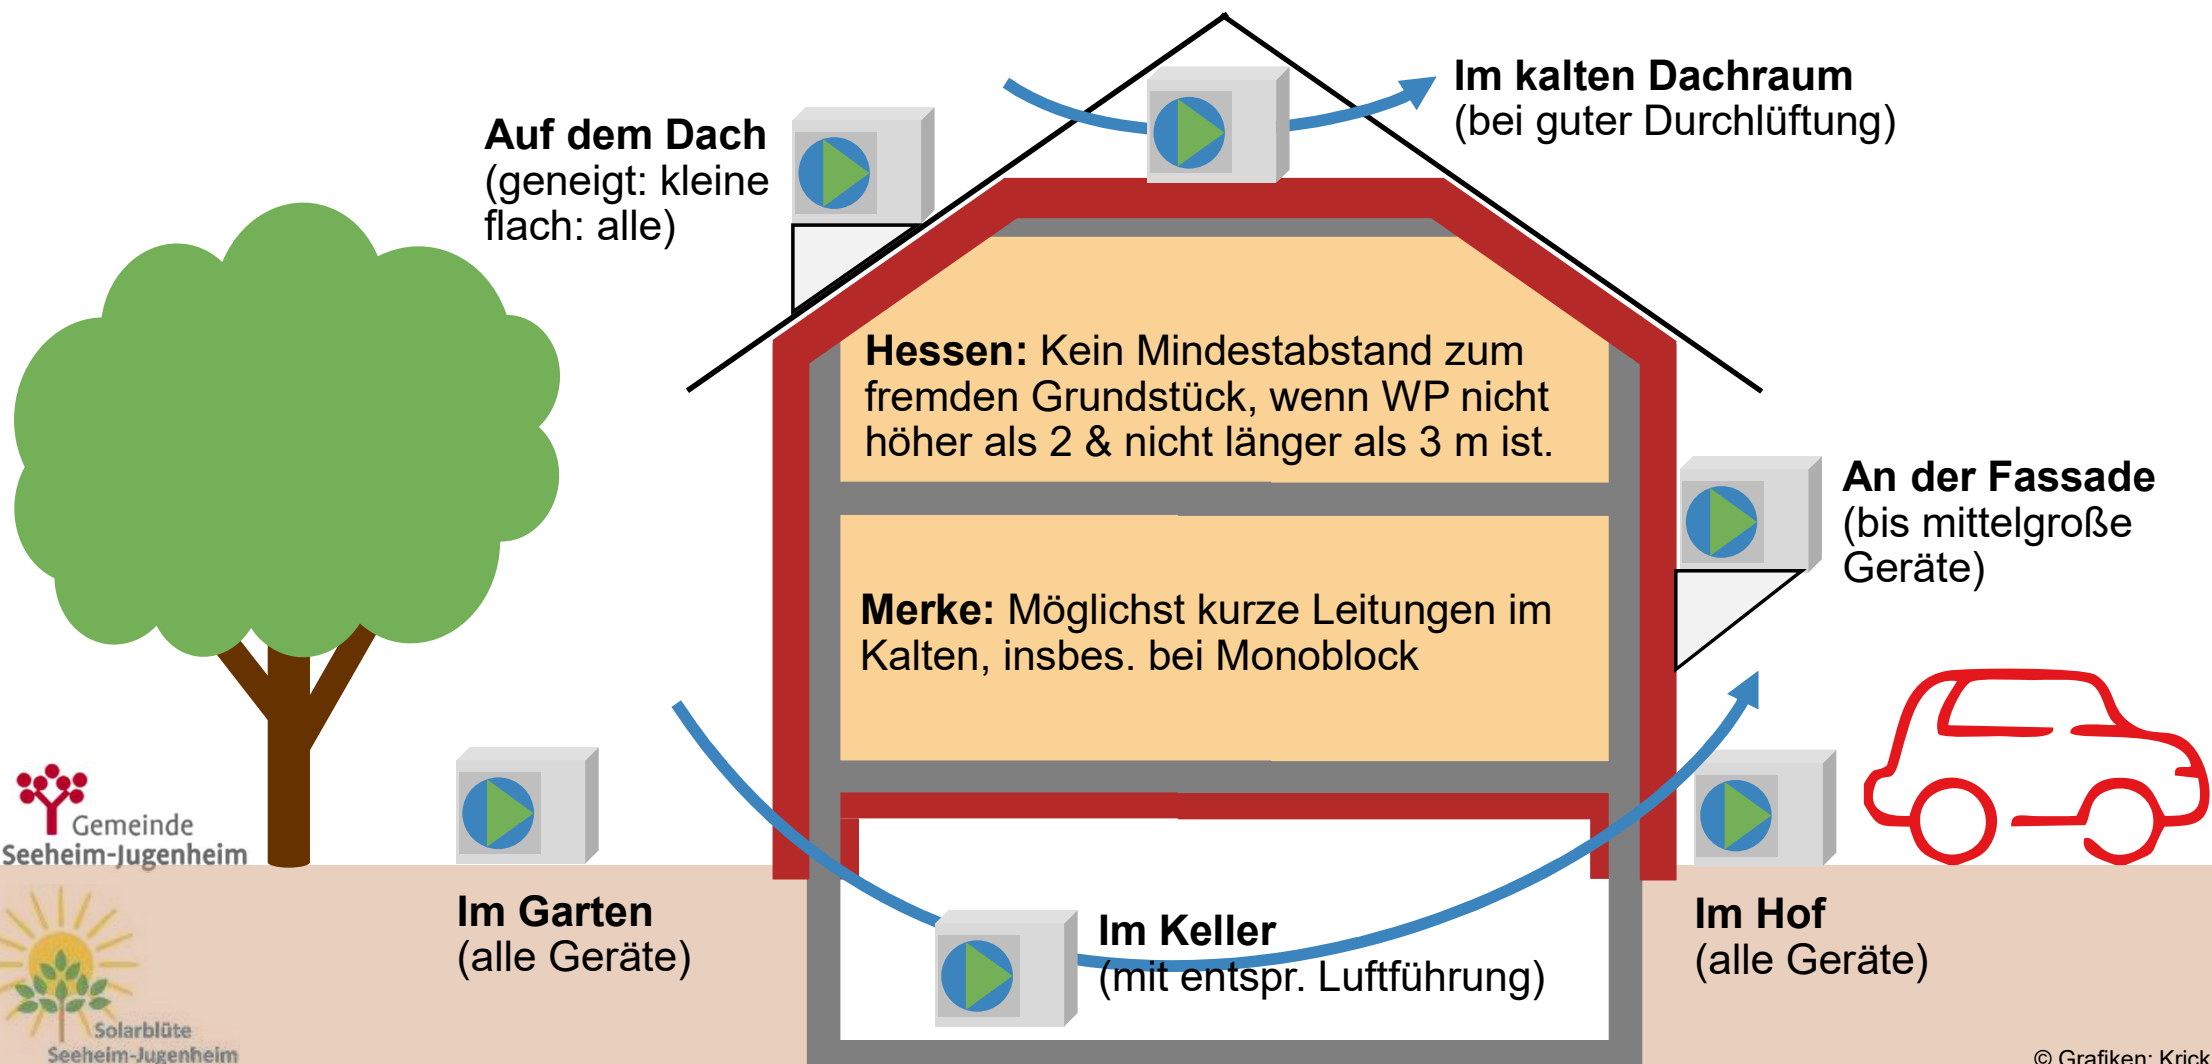 Im kalten Dachraum
(bei guter Durchlüftung)
Auf dem Dach
(geneigt: kleine
flach: alle)
Hessen: Kein Mindestabstand zum
fremden Grundstück, wenn WP nicht
höher als 2 & nicht länger als 3 m ist.
An der Fassade
(bis mittelgroße
Geräte)
Merke: Möglichst kurze Leitungen im
Kalten, insbes. bei Monoblock
Gemeinde
Seeheim-Jugenheim
Im Garten
(alle Geräte)
Im Keller
(mit entspr. Luftführung)
Im Hof
(alle Geräte)
Solarblüte
Seeheim-Jugenheim
© Grafiken: Krick